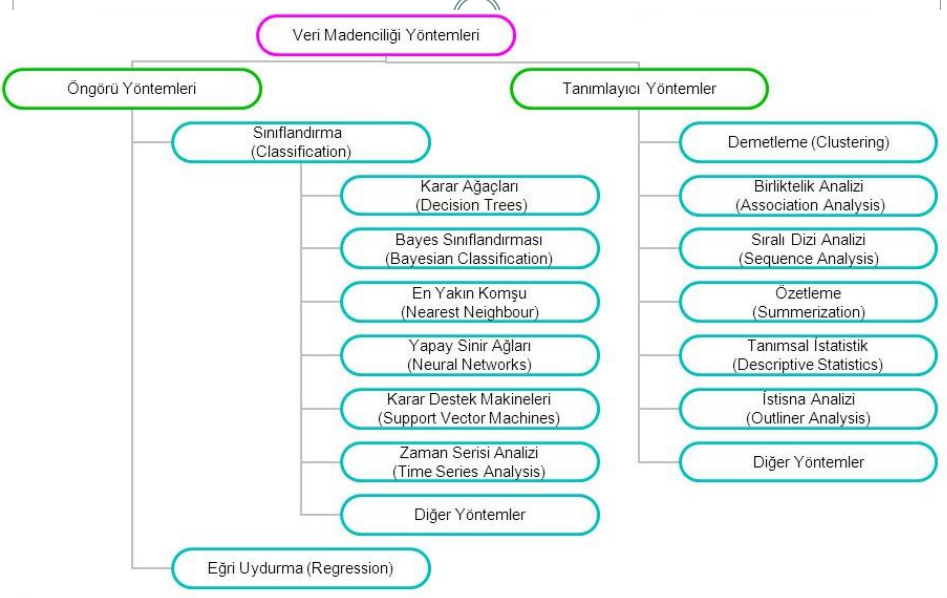 Veri Madenciliği Yöntemleri
Öngörü Yöntemleri
Sınıflandırma
(Classification)
Karar Ağaçları
(Decision Trees)
Bayes Sınıflandırması
(Bayesian Classification)
En Yakın Komşu
(Nearest Neighbour)
Yapay Sinir Ağları
(Neural Networks)
Karar Destek Makineleri
(Support Vector Machines)
Zaman Serisi Analizi
(Time Series Analysis)
Diğer Yöntemler
Eğri Uydurma (Regression)
Tanımlayıcı Yöntemler
Demetleme (Clustering)
Birliktelik Analizi
(Association Analysis)
Sıralı Dizi Analizi
(Sequence Analysis)
Özetleme
(Summerization)
Tanımsal İstatistik
(Descriptive Statistics)
İstisna Analizi
(Outliner Analysis)
Diğer Yöntemler